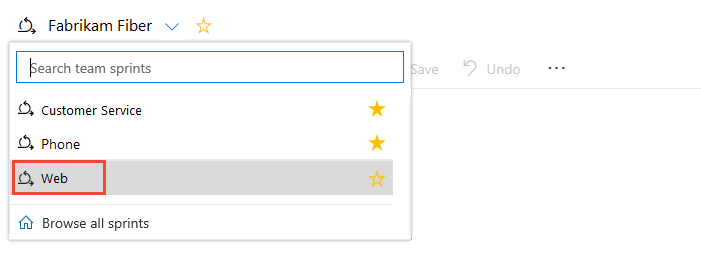 Fabrikam Fiber
Search team sprints
Save Undo ...
Customer Service
Phone
Web
Browse all sprints